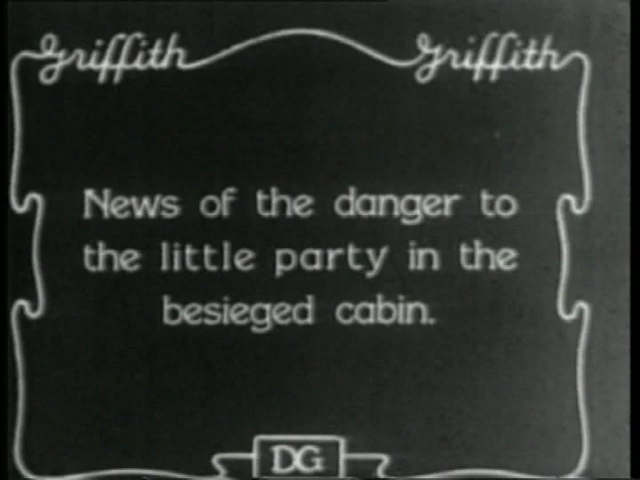 Griffith Griffith
News of the danger to
the little party in the
besieged cabin.
DG